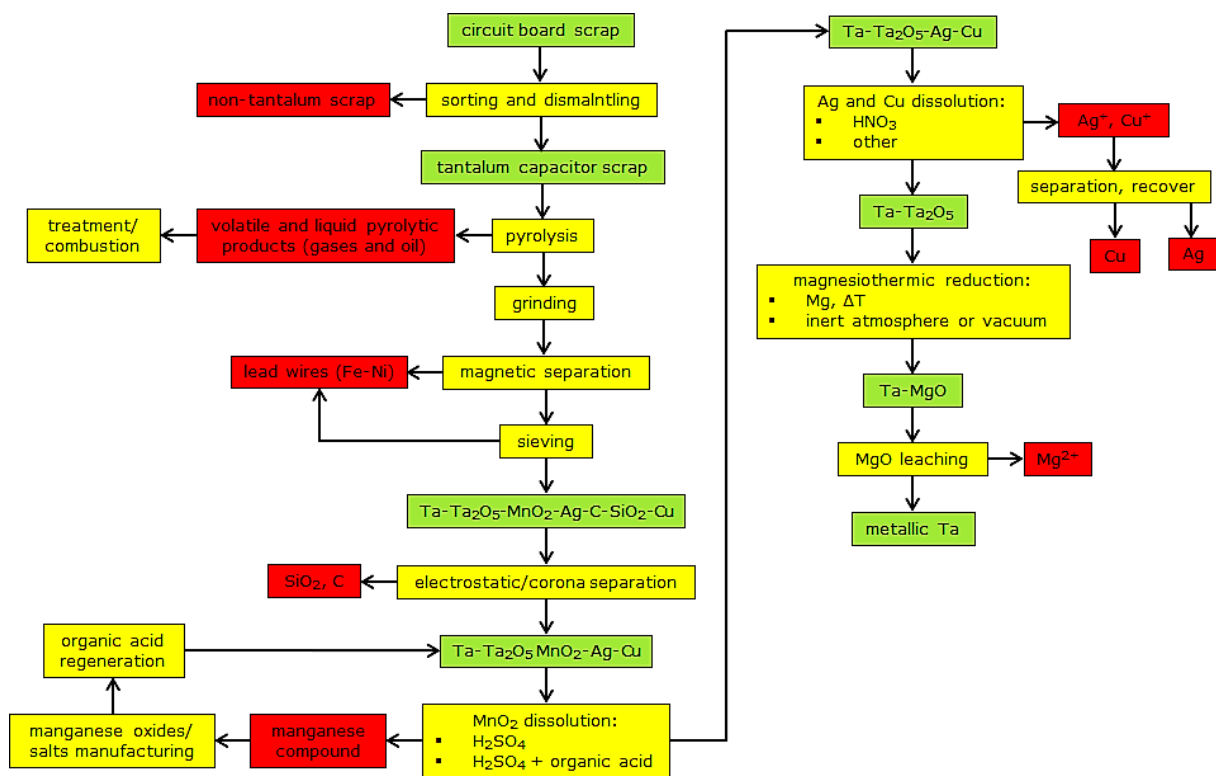 circuit board scrap
non-tantalum scrap
sorting and dismalntling
tantalum capacitor scrap
treatment/
combustion
volatile and liquid pyrolytic
products (gases and oil)
pyrolysis
grinding
lead wires (Fe-Ni)
magnetic separation
sieving
Ta-Ta₂O₅-MnO₂-Ag-C-SiO₂-Cu
SiO₂, C
electrostatic/corona separation
organic acid
regeneration
Ta-Ta₂O₅ MnO₂-Ag-Cu
manganese oxides/
salts manufacturing
manganese
compound
MnO₂ dissolution:
▪ H₂SO₄
▪ H₂SO₄ + organic acid
Ta-Ta₂O₅-Ag-Cu
Ag and Cu dissolution:
▪ HNO₃
▪ other
Ag⁺, Cu⁺
separation, recover
Cu
Ag
Ta-Ta₂O₅
magnesiothermic reduction:
▪ Mg, ΔT
▪ inert atmosphere or vacuum
Ta-MgO
MgO leaching
Mg²⁺
metallic Ta